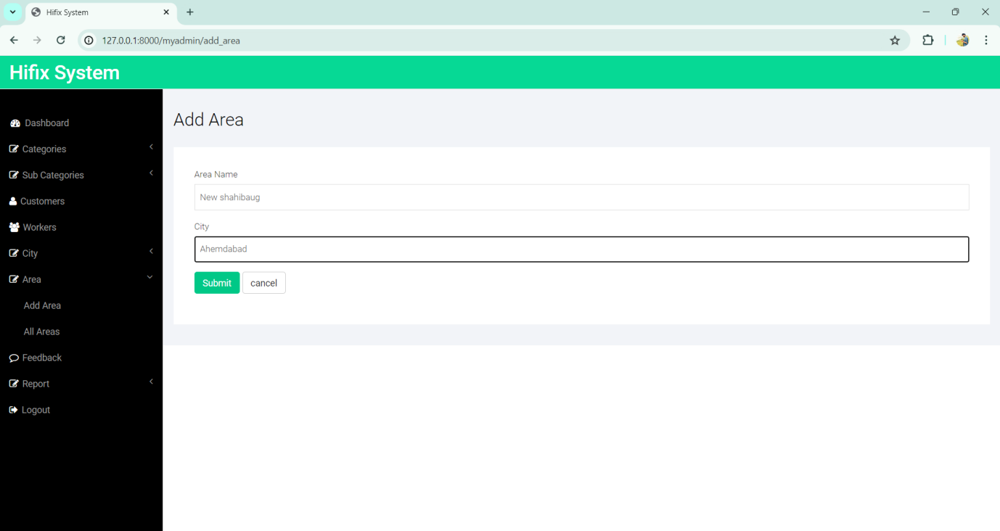 Hifix System
127.0.0.1:8000/myadmin/add_area
Hifix System
Dashboard
Categories
Sub Categories
Customers
Workers
City
Area
Add Area
All Areas
Feedback
Report
Logout
Add Area
Area Name
New shahibaug
City
Ahemdabad
Submit cancel